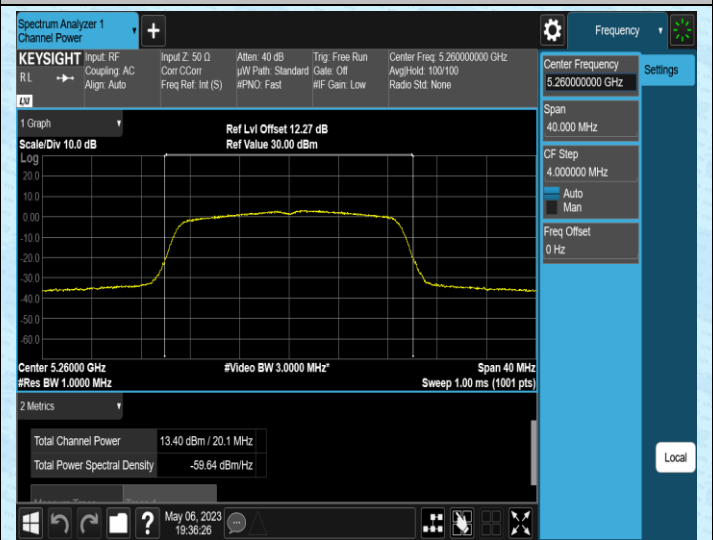 Spectrum Analyzer 1
Channel Power
Frequency
KEYSIGHT
RL
LXI
Input: RF
Coupling: AC
Align: Auto
Input Z: 50 Ω
Corr CCorr
Freq Ref: Int (S)
Atten: 40 dB
µW Path: Standard
#PNO: Fast
Trig: Free Run
Gate: Off
#IF Gain: Low
Center Freq: 5.260000000 GHz
Avg|Hold: 100/100
Radio Std: None
Center Frequency
5.260000000 GHz
Settings
Span
40.000 MHz
CF Step
4.000000 MHz
Auto
Man
Freq Offset
0 Hz
1 Graph
Scale/Div 10.0 dB
Ref Lvl Offset 12.27 dB
Ref Value 30.00 dBm
Log
20.0
10.0
0.00
-10.0
-20.0
-30.0
-40.0
-50.0
-60.0
Center 5.26000 GHz
#Video BW 3.0000 MHz*
Span 40 MHz
#Res BW 1.0000 MHz
Sweep 1.00 ms (1001 pts)
2 Metrics
Total Channel Power 13.40 dBm / 20.1 MHz
Total Power Spectral Density -59.64 dBm/Hz
Local
?
May 06, 2023
19:36:26